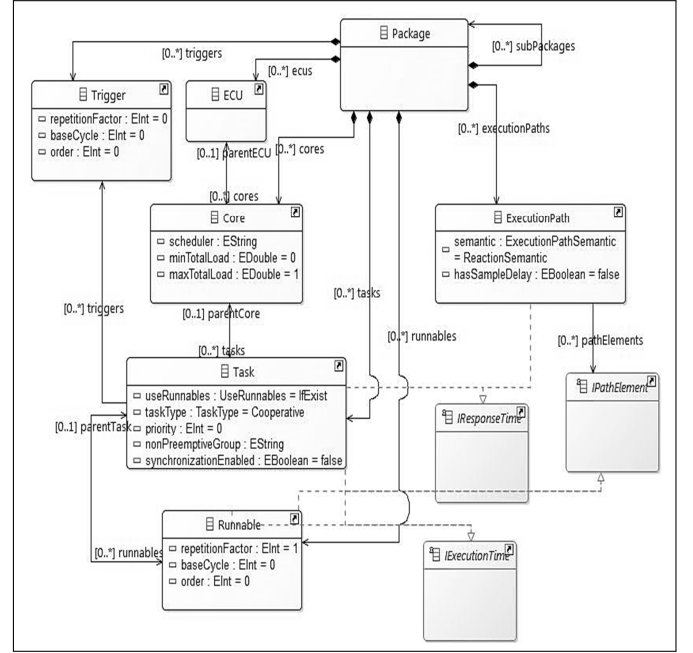 Package
[0..*] subPackages
[0..*] triggers
[0..*] ecus
Trigger
repetitionFactor : EInt = 0
baseCycle : EInt = 0
order : EInt = 0
ECU
[0..*] executionPaths
[0..1] parentECU
[0..*] cores
[0..*] cores
Core
scheduler : EString
minTotalLoad : EDouble = 0
maxTotalLoad : EDouble = 1
ExecutionPath
semantic : ExecutionPathSemantic
= ReactionSemantic
hasSampleDelay : EBoolean = false
[0..*] triggers
[0..1] parentCore
[0..*] tasks
[0..*] tasks
[0..*] runnables
[0..*] pathElements
Task
useRunnables : UseRunnables = IfExist
taskType : TaskType = Cooperative
priority : EInt = 0
nonPreemptiveGroup : EString
synchronizationEnabled : EBoolean = false
IPathElement
IResponseTime
[0..1] parentTask
Runnable
repetitionFactor : EInt = 1
baseCycle : EInt = 0
order : EInt = 0
[0..*] runnables
IExecutionTime